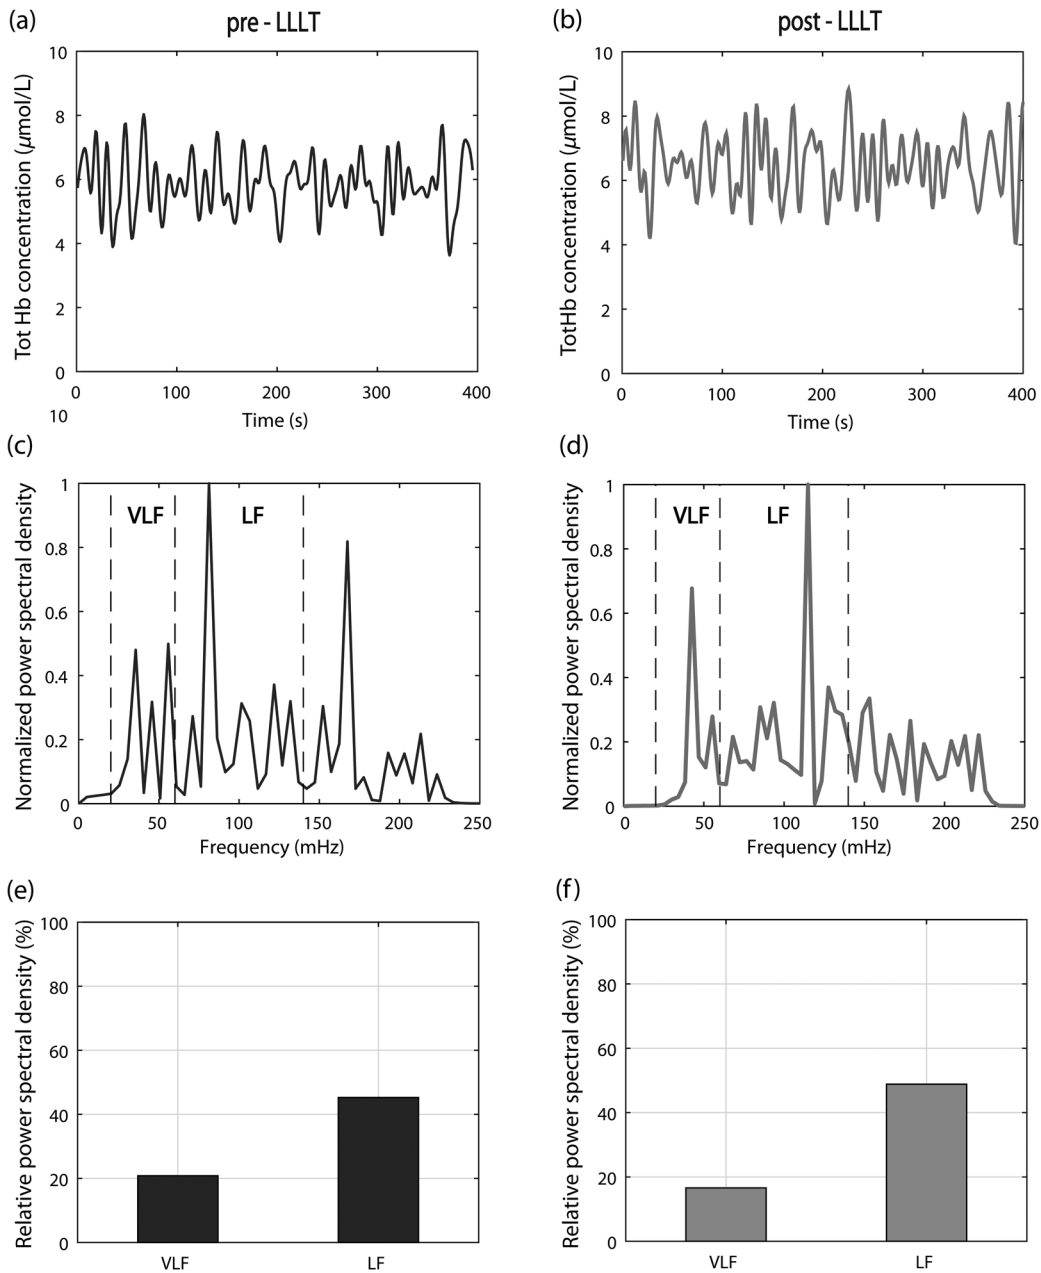 (a)
pre - LLLT
(b)
post - LLLT
Tot Hb concentration (μmol/L)
10
8
6
4
2
0
0 100 200 300 400
10
Time (s)
TotHb concentration (μmol/L)
10
8
6
4
2
0
0 100 200 300 400
Time (s)
(c)
Normalized power spectral density
1
0.8
0.6
0.4
0.2
0
VLF
LF
0 50 100 150 200 250
Frequency (mHz)
(d)
Normalized power spectral density
1
0.8
0.6
0.4
0.2
0
VLF
LF
0 50 100 150 200 250
Frequency (mHz)
(e)
Relative power spectral density (%)
100
80
60
40
20
0
VLF LF
(f)
Relative power spectral density (%)
100
80
60
40
20
0
VLF LF